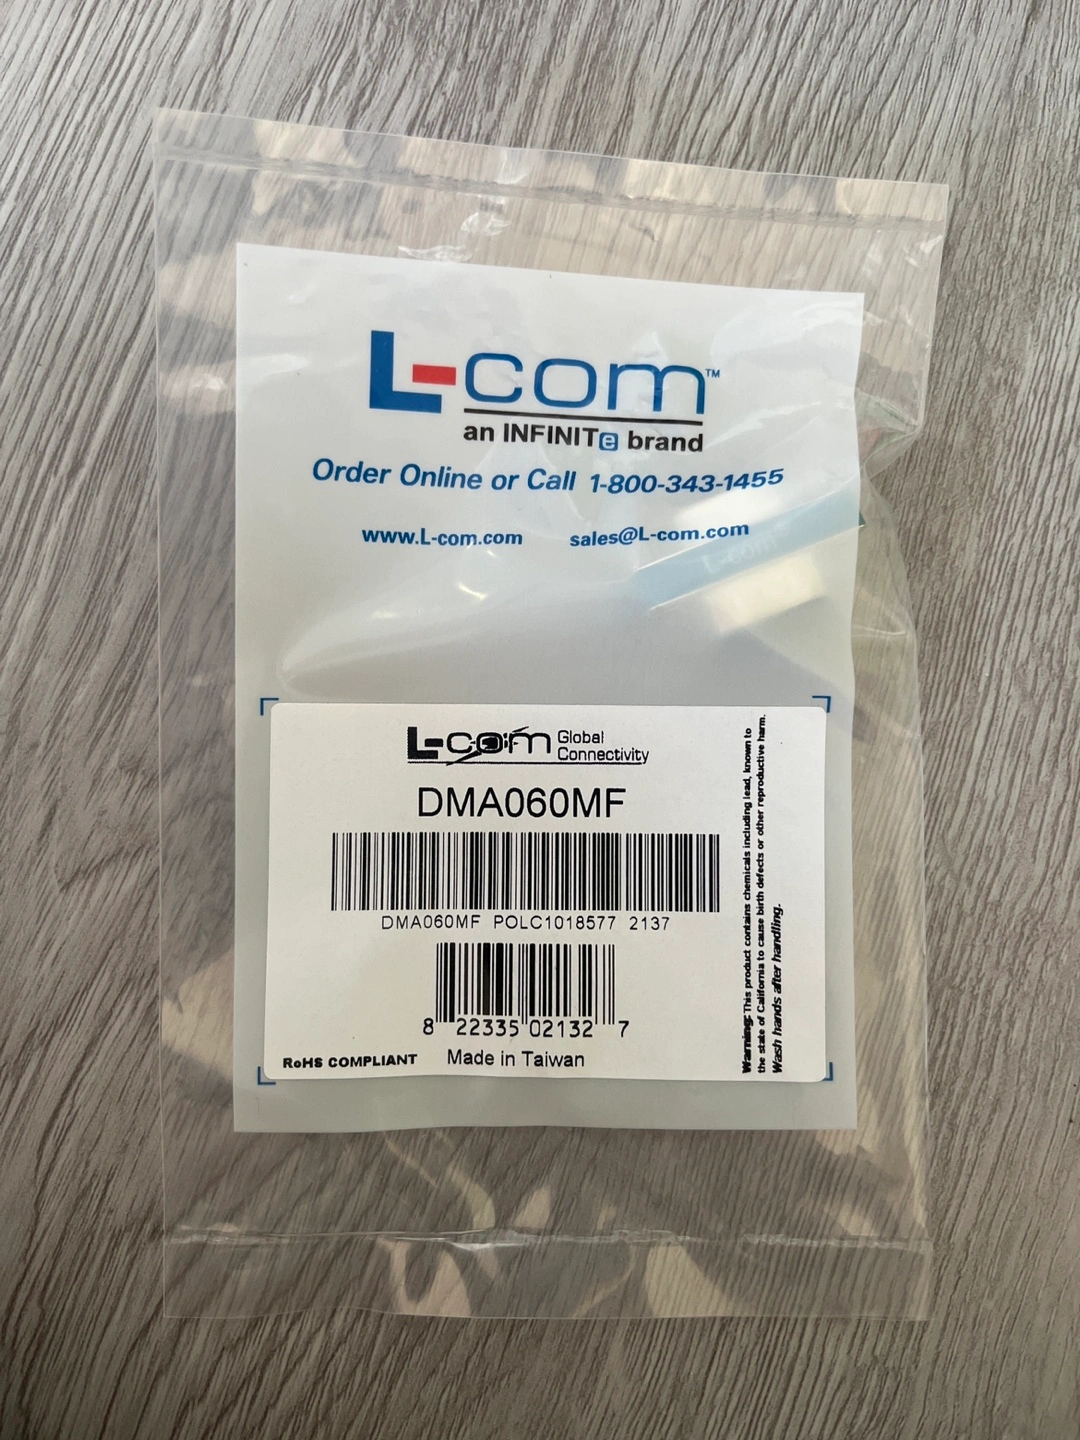 L-com™
an INFINITe brand
Order Online or Call 1-800-343-1455
www.L-com.com sales@L-com.com
L-com Global
Connectivity
DMA060MF
DMA060MF POLC1018577 2137
8 22335 02132 7
RoHS COMPLIANT Made in Taiwan
Warning: This product contains chemicals including lead, known to
the state of California to cause birth defects or other reproductive harm.
Wash hands after handling.